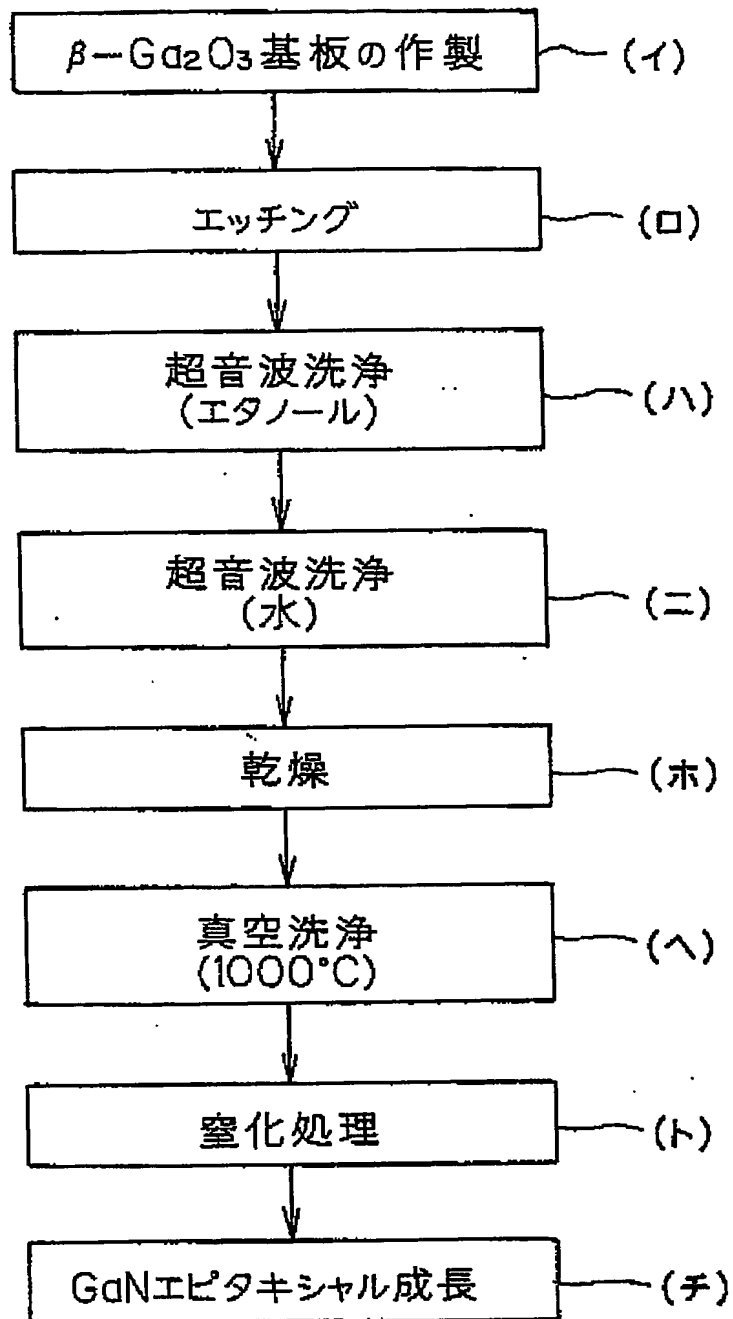 β-Ga2O3基板の作製 (イ)
エッチング (ロ)
超音波洗浄
(エタノール) (ハ)
超音波洗浄
(水) (ニ)
乾燥 (ホ)
真空洗浄
(1000°C) (ヘ)
窒化処理 (ト)
GaNエピタキシャル成長 (チ)